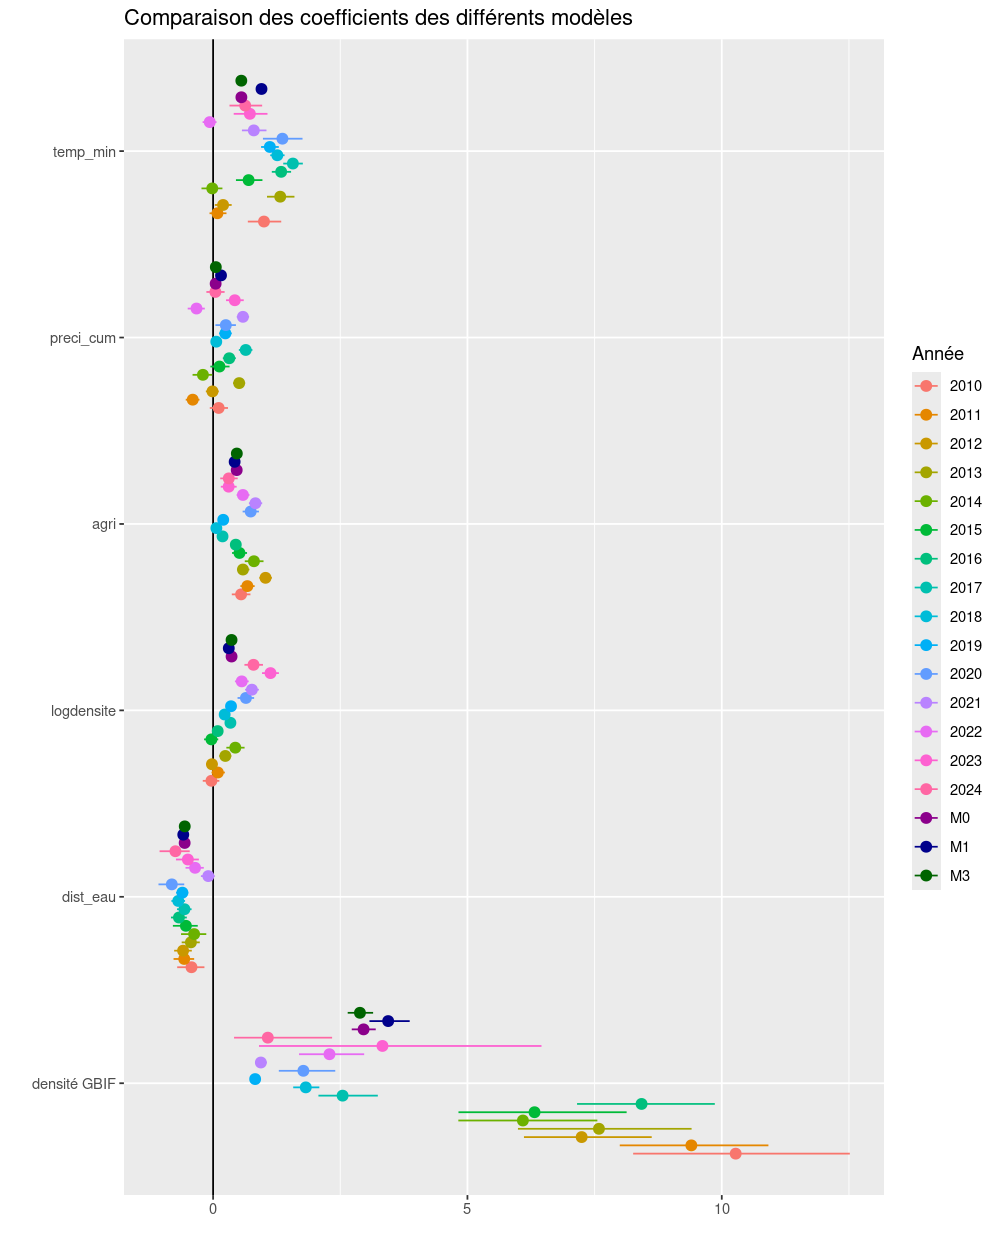 Comparaison des coefficients des différents modèles
temp_min
preci_cum
agri
logdensite
dist_eau
densité GBIF
0
5
10
Année
2010
2011
2012
2013
2014
2015
2016
2017
2018
2019
2020
2021
2022
2023
2024
M0
M1
M3